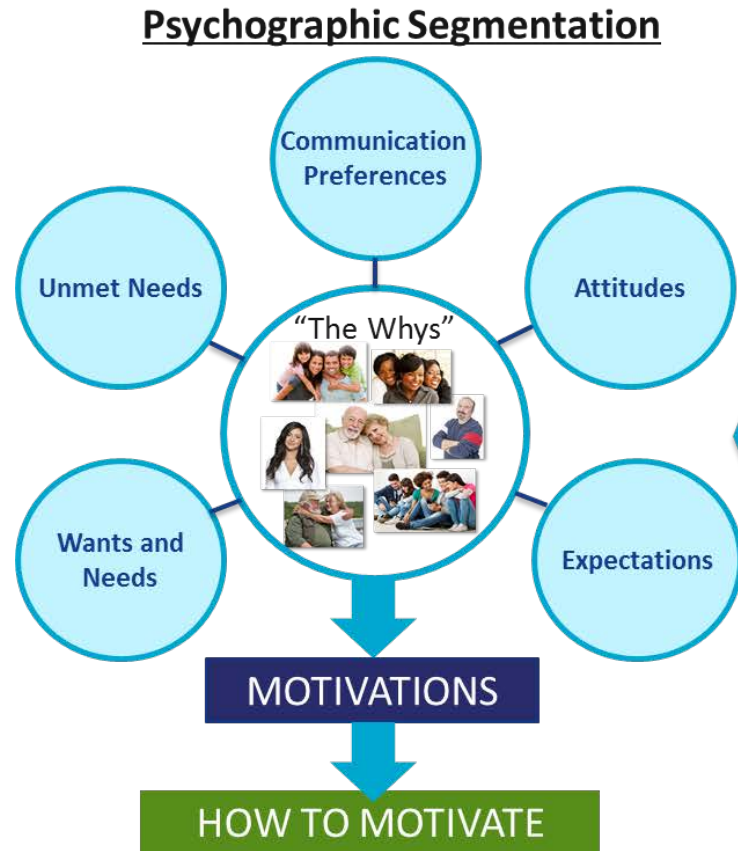 Psychographic Segmentation
Communication
Preferences
Unmet Needs
Attitudes
“The Whys”
Wants and
Needs
Expectations
MOTIVATIONS
HOW TO MOTIVATE